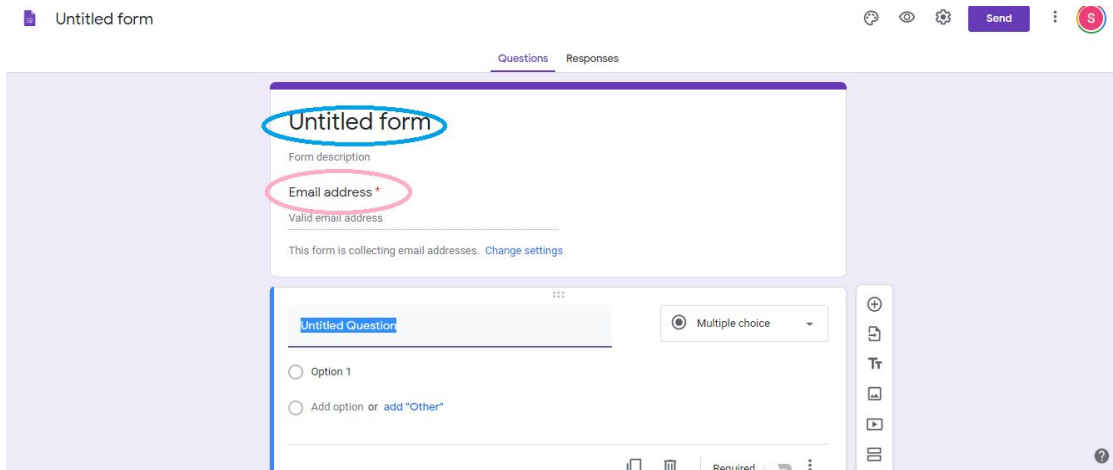 Untitled form
Send
S
Questions Responses
Untitled form
Form description
Email address *
Valid email address
This form is collecting email addresses. Change settings
Untitled Question
Multiple choice
Option 1
Add option or add "Other"
Required